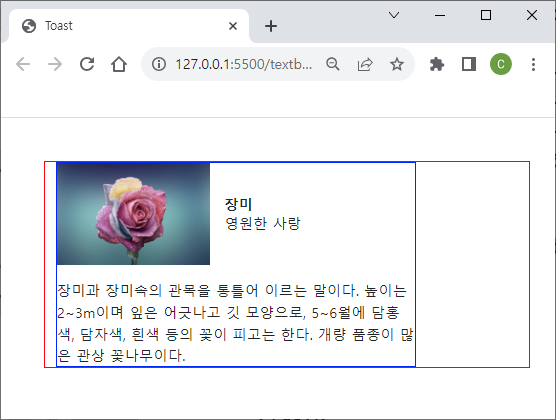 Toast
127.0.0.1:5500/textb...
C
장미
영원한 사랑
장미과 장미속의 관목을 통틀어 이르는 말이다. 높이는
2~3m이며 잎은 어긋나고 깃 모양으로, 5~6월에 담홍
색, 담자색, 흰색 등의 꽃이 피고는 한다. 개량 품종이 많
은 관상 꽃나무이다.